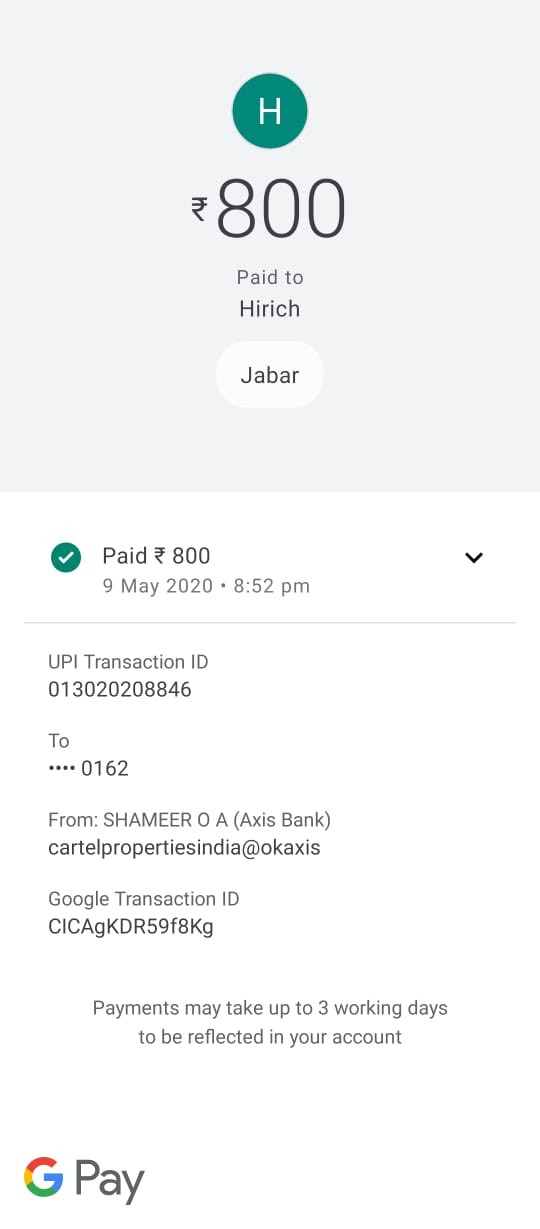 H
₹800
Paid to
Hirich
Jabar
Paid ₹ 800
9 May 2020 • 8:52 pm
UPI Transaction ID
013020208846
To
•••• 0162
From: SHAMEER O A (Axis Bank)
cartelpropertiesindia@okaxis
Google Transaction ID
CICAgKDR59f8Kg
Payments may take up to 3 working days
to be reflected in your account
G Pay